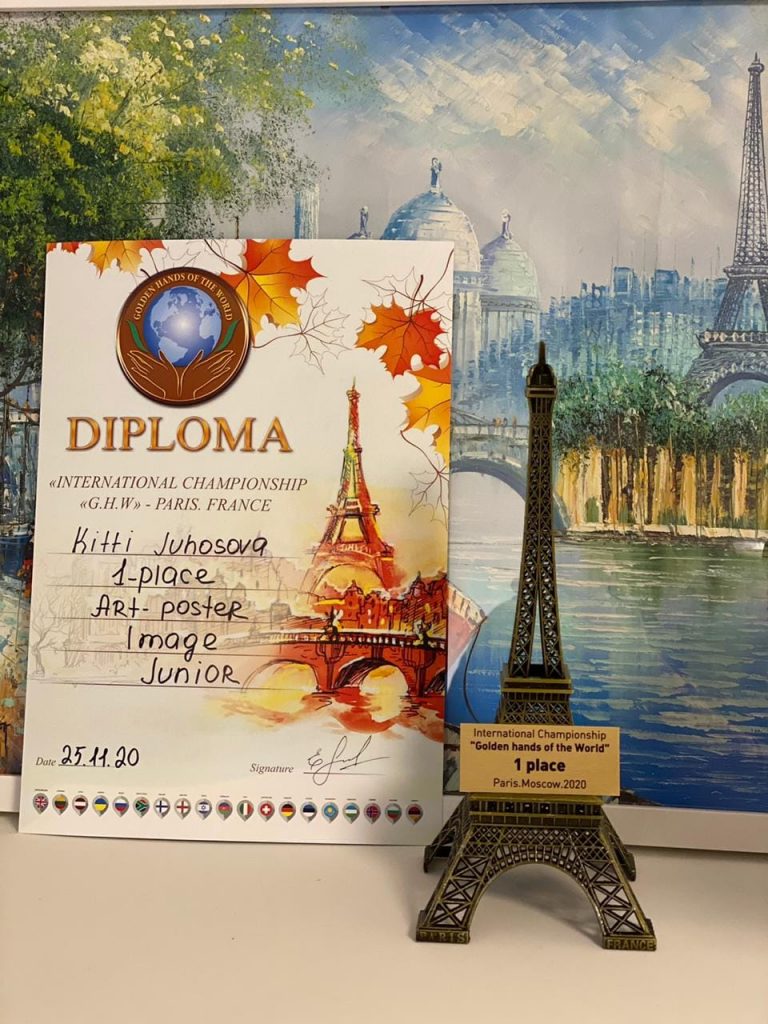 GOLDEN HANDS OF THE WORLD
DIPLOMA
«INTERNATIONAL CHAMPIONSHIP
«G.H.W» - PARIS. FRANCE
Kitti Juhosova
1-place
Art-poster
Image
Junior
Date 25.11.20
Signature
International Championship
"Golden hands of the World"
1 place
Paris.Moscow.2020
PARIS
FRANCE